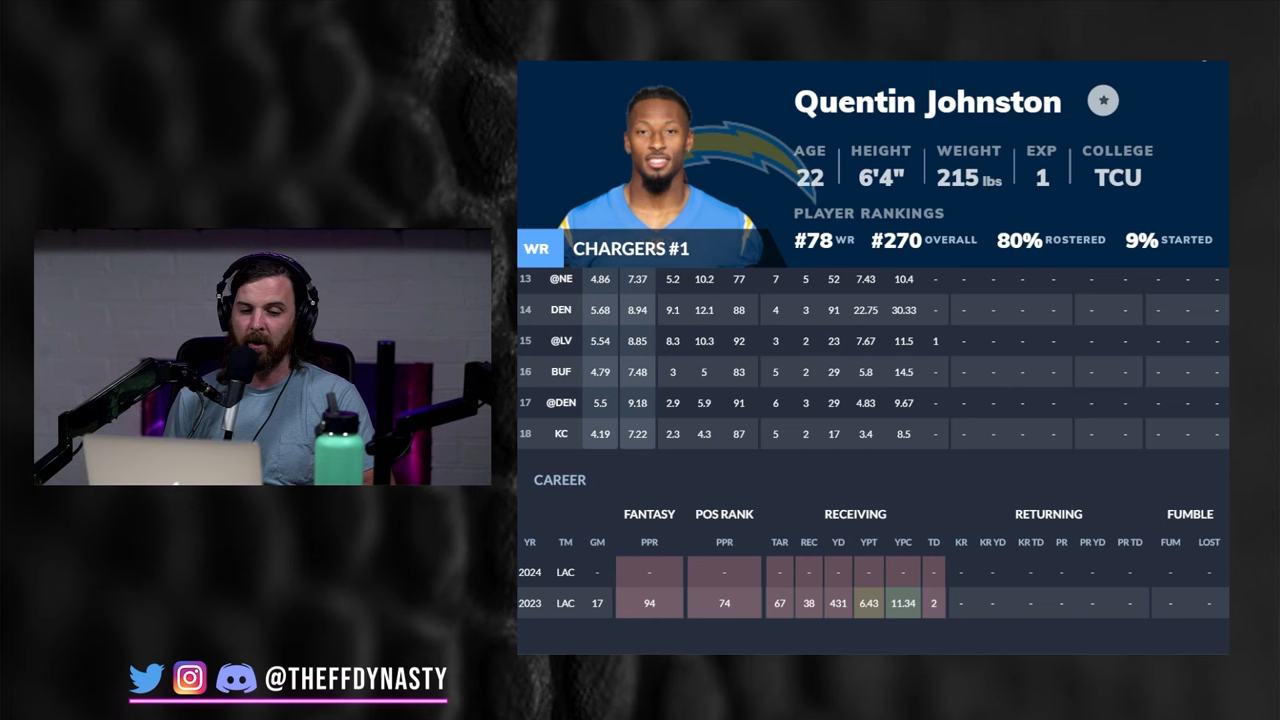 Quentin Johnston
AGE HEIGHT WEIGHT EXP COLLEGE
22 6'4" 215 lbs 1 TCU
PLAYER RANKINGS
#78 WR #270 OVERALL 80% ROSTERED 9% STARTED
WR CHARGERS #1
13 @NE 4.86 7.37 5.2 10.2 77 7 5 52 7.43 10.4 - - - - - - - - -
14 DEN 5.68 8.94 9.1 12.1 88 4 3 91 22.75 30.33 - - - - - - - - -
15 @LV 5.54 8.85 8.3 10.3 92 3 2 23 7.67 11.5 1 - - - - - - - -
16 BUF 4.79 7.48 3 5 83 5 2 29 5.8 14.5 - - - - - - - - -
17 @DEN 5.5 9.18 2.9 5.9 91 6 3 29 4.83 9.67 - - - - - - - - -
18 KC 4.19 7.22 2.3 4.3 87 5 2 17 3.4 8.5 - - - - - - - - -
CAREER
FANTASY POS RANK RECEIVING RETURNING FUMBLE
YR TM GM PPR PPR TAR REC YD YPT YPC TD KR KR YD KR TD PR PR YD PR TD FUM LOST
2024 LAC - - - - - - - - - - - - - - - - -
2023 LAC 17 94 74 67 38 431 6.43 11.34 2 - - - - - - - -
@THEFFDYNASTY